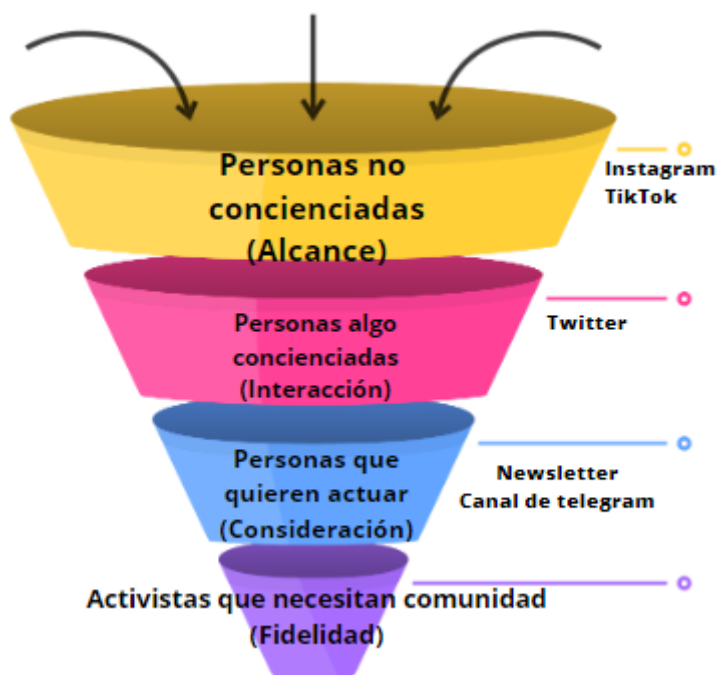 Personas no
concienciadas
(Alcance)
Instagram
TikTok
Personas algo
concienciadas
(Interacción)
Twitter
Personas que
quieren actuar
(Consideración)
Newsletter
Canal de telegram
Activistas que necesitan comunidad
(Fidelidad)